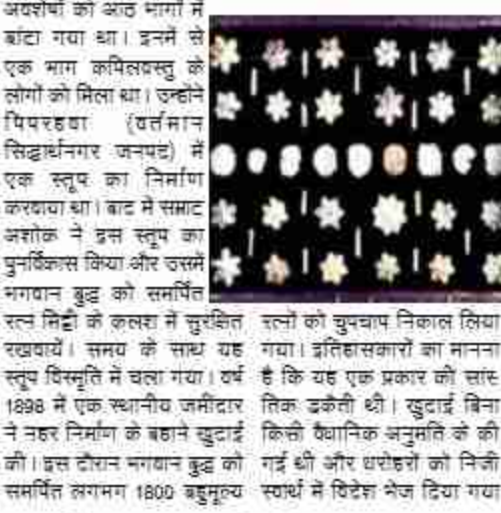 अवशेषों को आठ भागों में
बांटा गया था। इनमें से
एक भाग कपिलवस्तु के
लोगों को मिला था। उन्होंने
पिपरहवा (वर्तमान
सिद्धार्थनगर जनपद) में
एक स्तूप का निर्माण
करवाया था। बाद में सम्राट
अशोक ने इस स्तूप का
पुनर्विकास किया और उसमें
भगवान बुद्ध को समर्पित
रत्न मिट्टी के कलश में सुरक्षित
रखवायें। समय के साथ यह
स्तूप विस्मृति में चला गया। वर्ष
1898 में एक स्थानीय जमींदार
ने नहर निर्माण के बहाने खुदाई
की। इस दौरान भगवान बुद्ध को
समर्पित लगभग 1800 बहुमूल्य
रत्नों को चुपचाप निकाल लिया
गया। इतिहासकारों का मानना
है कि यह एक प्रकार की सांस्
तिक डकैती थी। खुदाई बिना
किसी वैधानिक अनुमति के की
गई थी और धरोहरों को निजी
स्वार्थ में विदेश भेज दिया गया